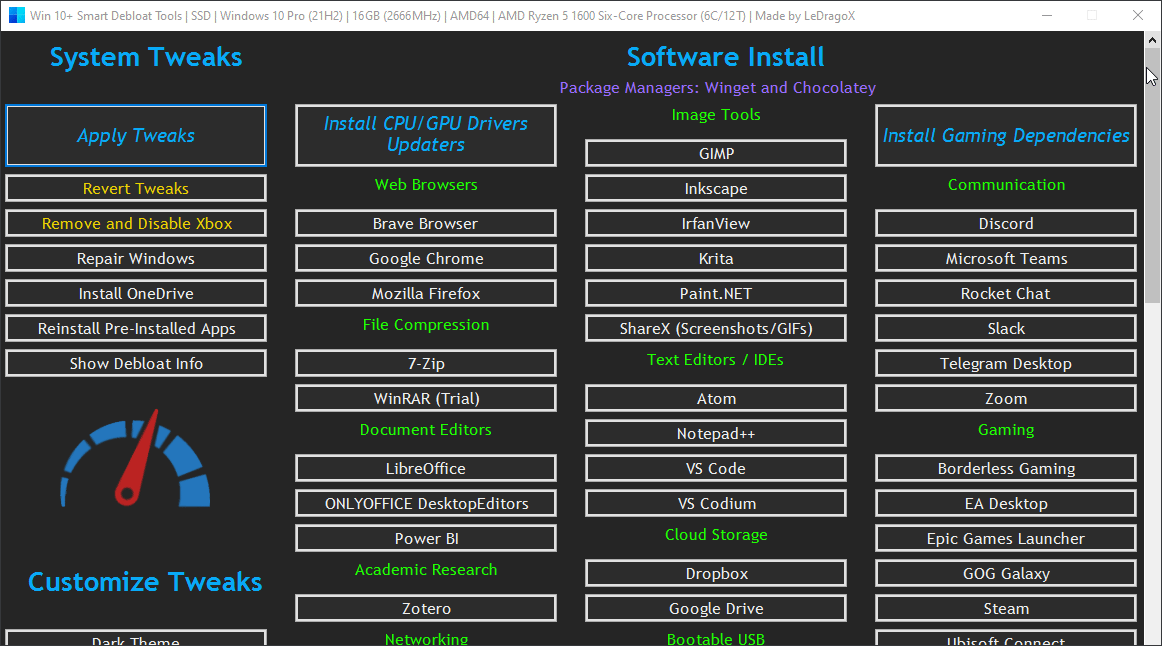 Win 10+ Smart Debloat Tools | SSD | Windows 10 Pro (21H2) | 16GB (2666MHz) | AMD64 | AMD Ryzen 5 1600 Six-Core Processor (6C/12T) | Made by LeDragoX
System Tweaks
Apply Tweaks
Revert Tweaks
Remove and Disable Xbox
Repair Windows
Install OneDrive
Reinstall Pre-Installed Apps
Show Debloat Info
Customize Tweaks
Dark Theme
Software Install
Package Managers: Winget and Chocolatey
Install CPU/GPU Drivers
Updaters
Web Browsers
Brave Browser
Google Chrome
Mozilla Firefox
File Compression
7-Zip
WinRAR (Trial)
Document Editors
LibreOffice
ONLYOFFICE DesktopEditors
Power BI
Academic Research
Zotero
Networking
Image Tools
GIMP
Inkscape
IrfanView
Krita
Paint.NET
ShareX (Screenshots/GIFs)
Text Editors / IDEs
Atom
Notepad++
VS Code
VS Codium
Cloud Storage
Dropbox
Google Drive
Bootable USB
Install Gaming Dependencies
Communication
Discord
Microsoft Teams
Rocket Chat
Slack
Telegram Desktop
Zoom
Gaming
Borderless Gaming
EA Desktop
Epic Games Launcher
GOG Galaxy
Steam
Ubisoft Connect